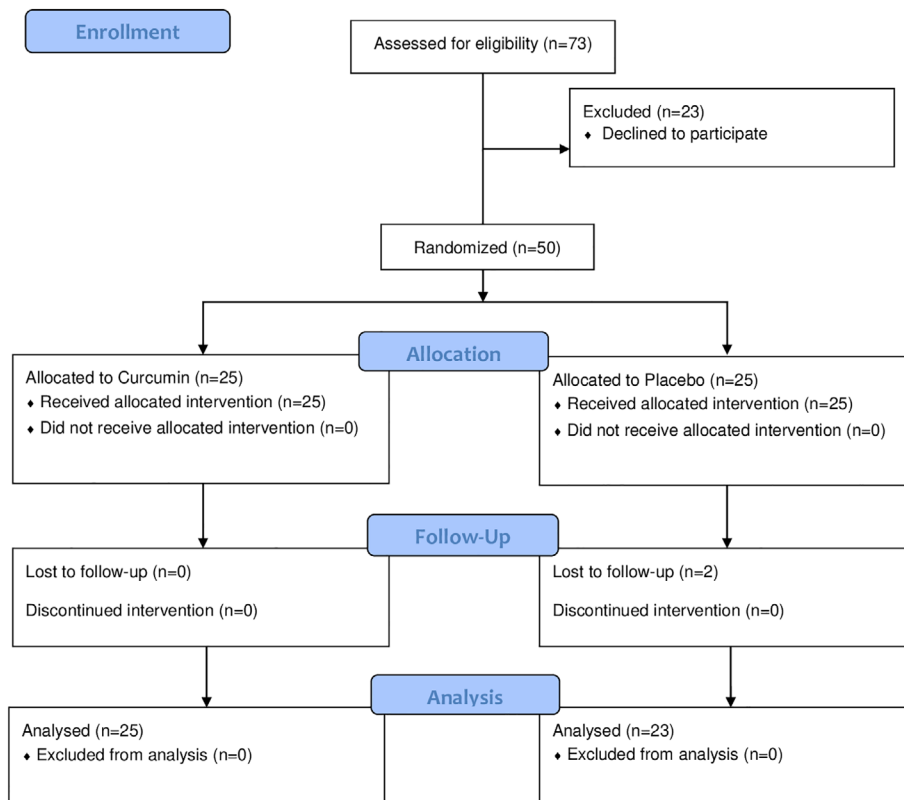 Enrollment
Assessed for eligibility (n=73)
Excluded (n=23)
♦ Declined to participate
Randomized (n=50)
Allocation
Allocated to Curcumin (n=25)
♦ Received allocated intervention (n=25)
♦ Did not receive allocated intervention (n=0)
Allocated to Placebo (n=25)
♦ Received allocated intervention (n=25)
♦ Did not receive allocated intervention (n=0)
Follow-Up
Lost to follow-up (n=0)
Discontinued intervention (n=0)
Lost to follow-up (n=2)
Discontinued intervention (n=0)
Analysis
Analysed (n=25)
♦ Excluded from analysis (n=0)
Analysed (n=23)
♦ Excluded from analysis (n=0)